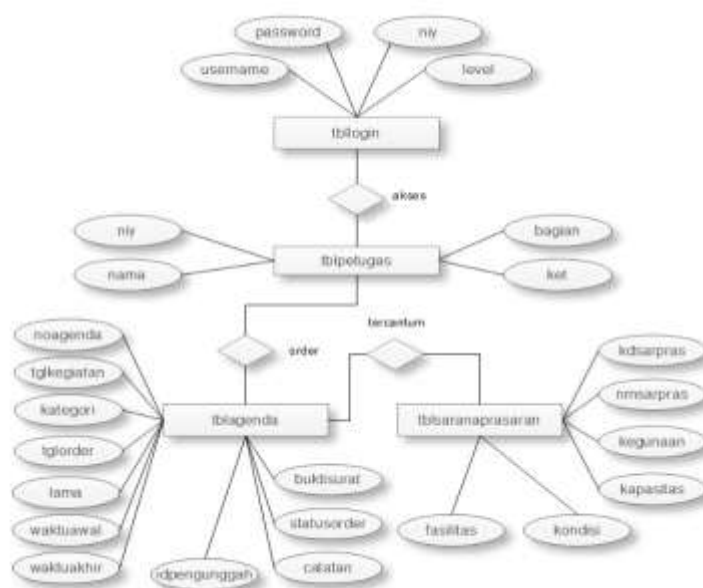 password
niy
username
level
tbllogin
akses
niy
bagian
tblpetugas
nama
ket
noagenda
tercantum
order
kdsarpras
tglkegiatan
nmsarpras
kategori
tblagenda
tblsaranaprasaran
tglorder
kegunaan
lama
buktisurat
kapasitas
waktuawal
statusorder
fasilitas
kondisi
waktuakhir
idpengunggah
catatan